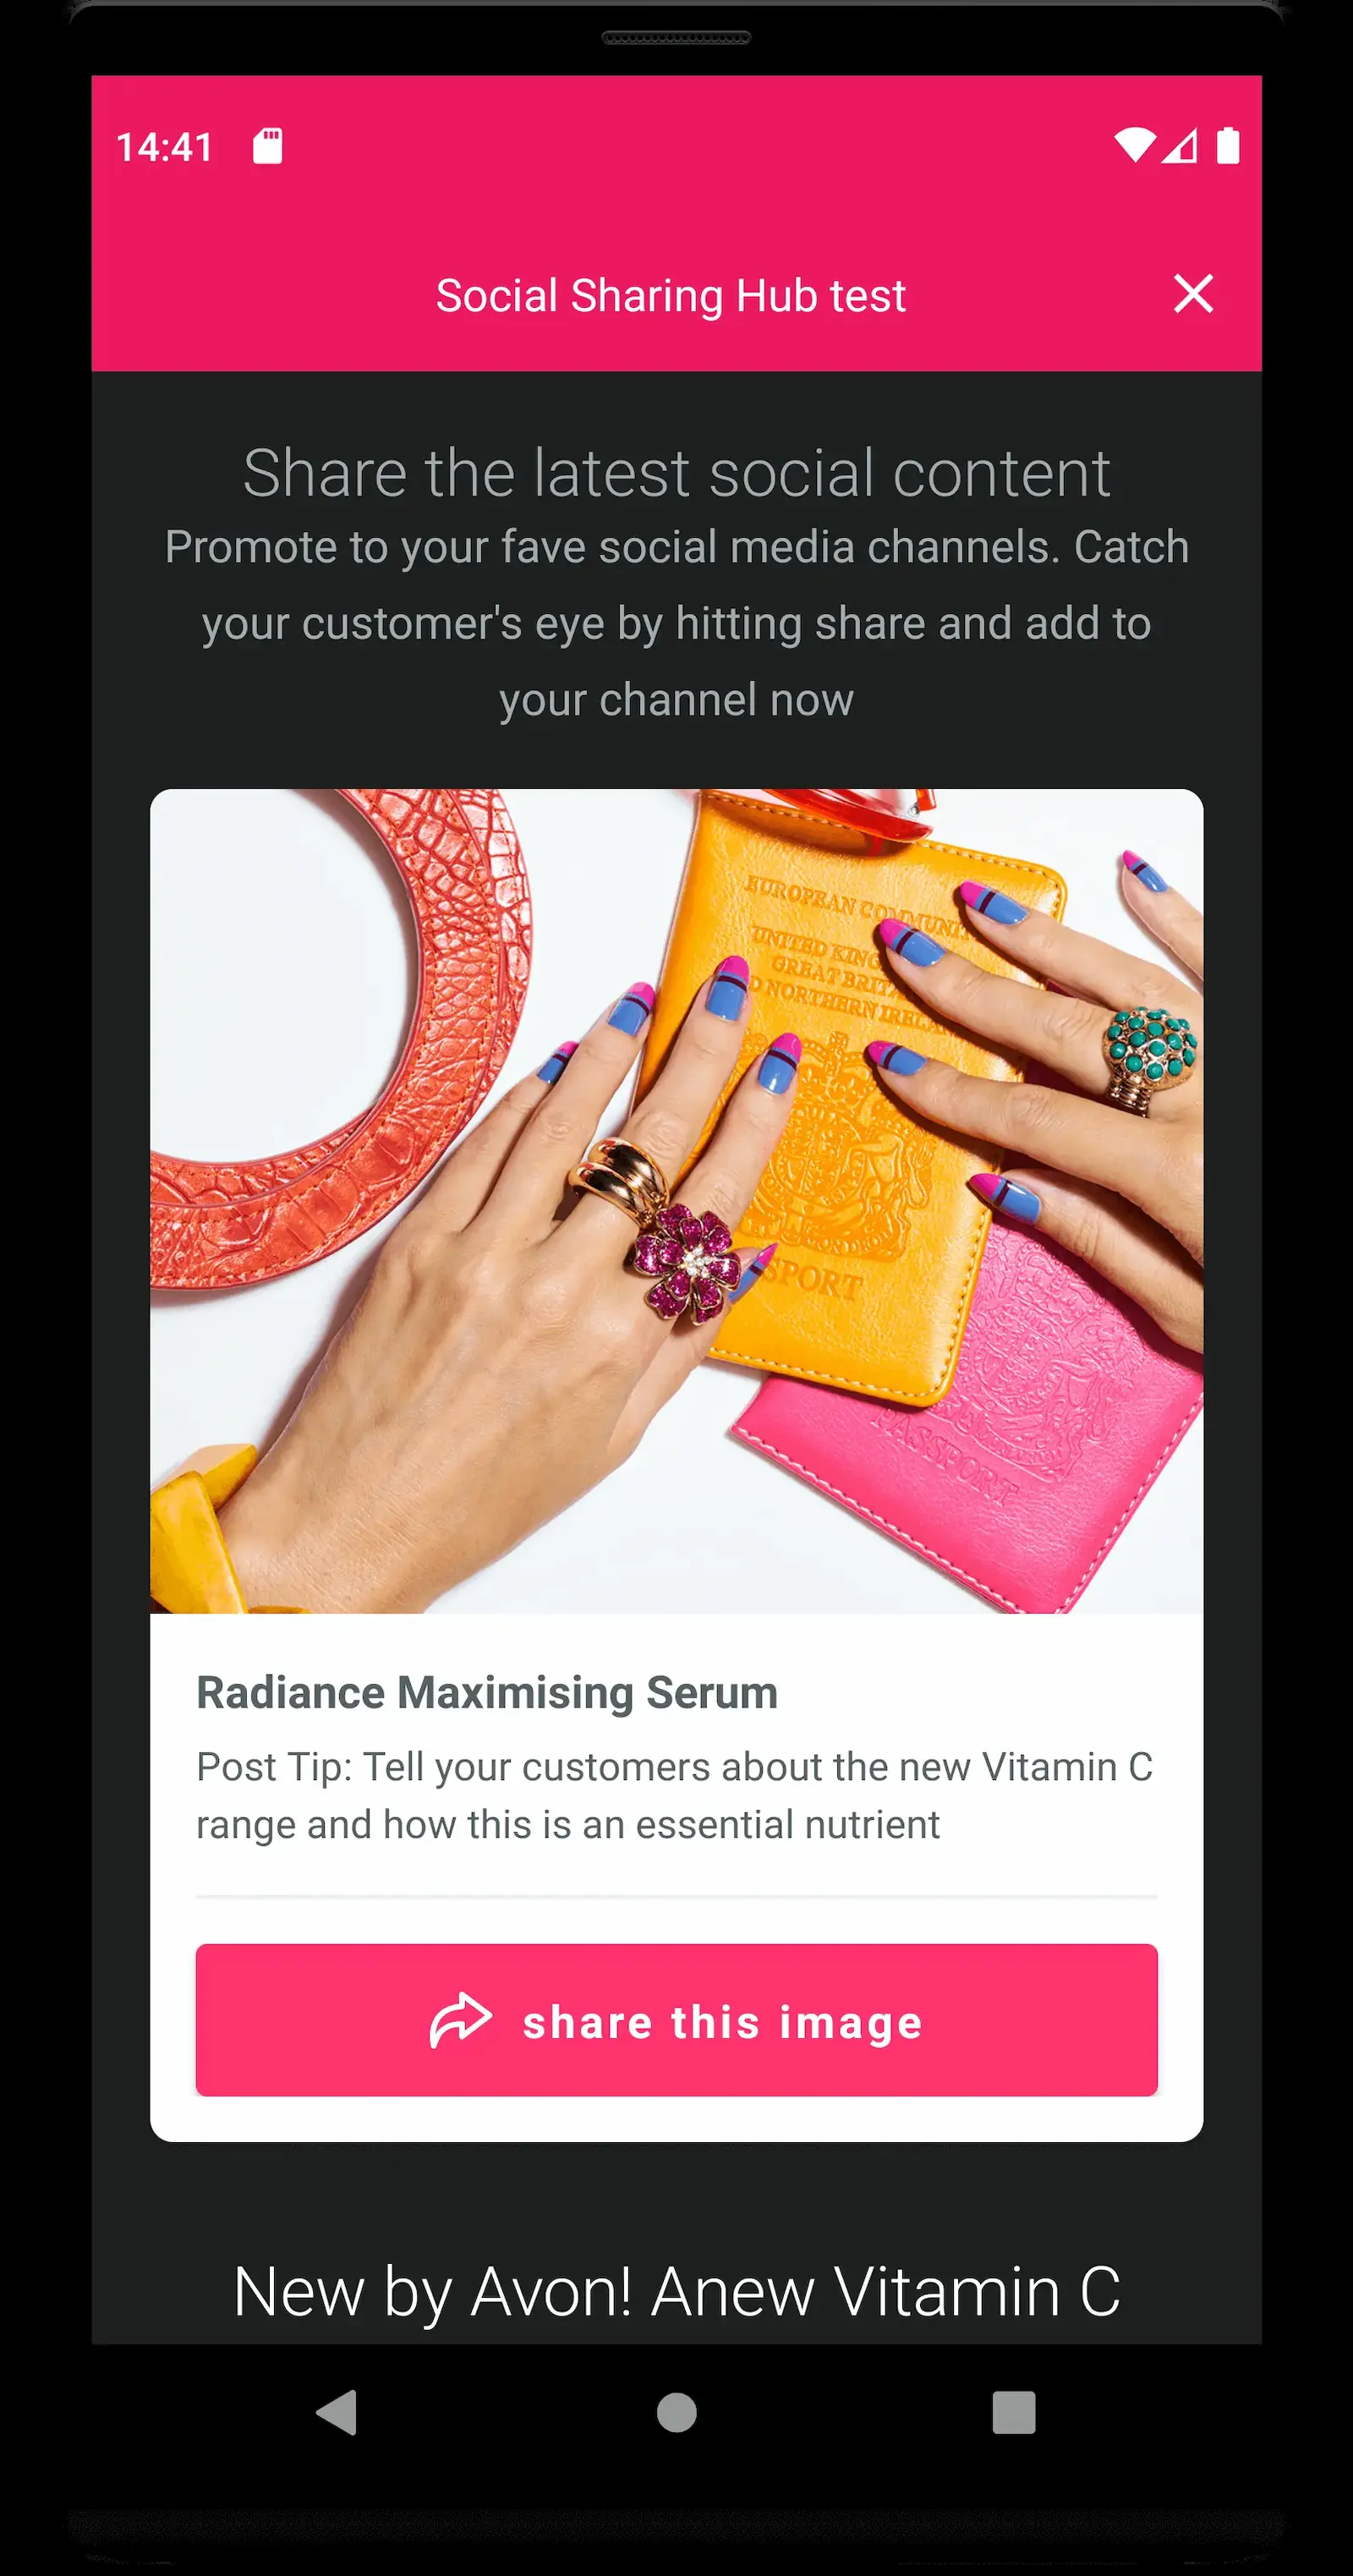 14:41
Social Sharing Hub test
Share the latest social content
Promote to your fave social media channels. Catch
your customer's eye by hitting share and add to
your channel now
EUROPEAN COMMUNI
UNITED KING
GREAT BRITA
D NORTHERN IRELAN
SPORT
PASSPORT
Radiance Maximising Serum
Post Tip: Tell your customers about the new Vitamin C
range and how this is an essential nutrient
share this image
New by Avon! Anew Vitamin C